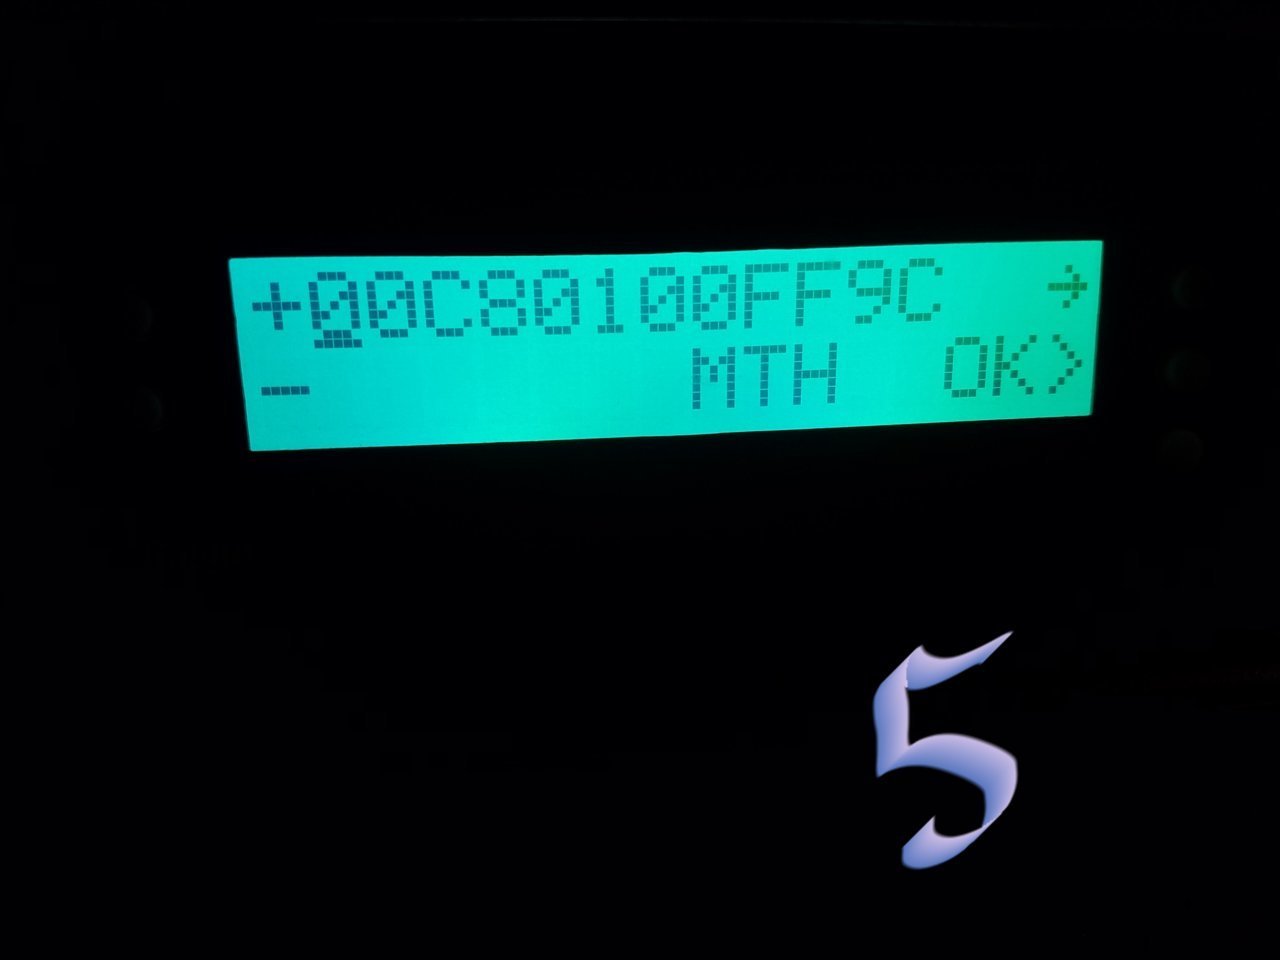 +00C80100FF9C →
- MTH OK>
5